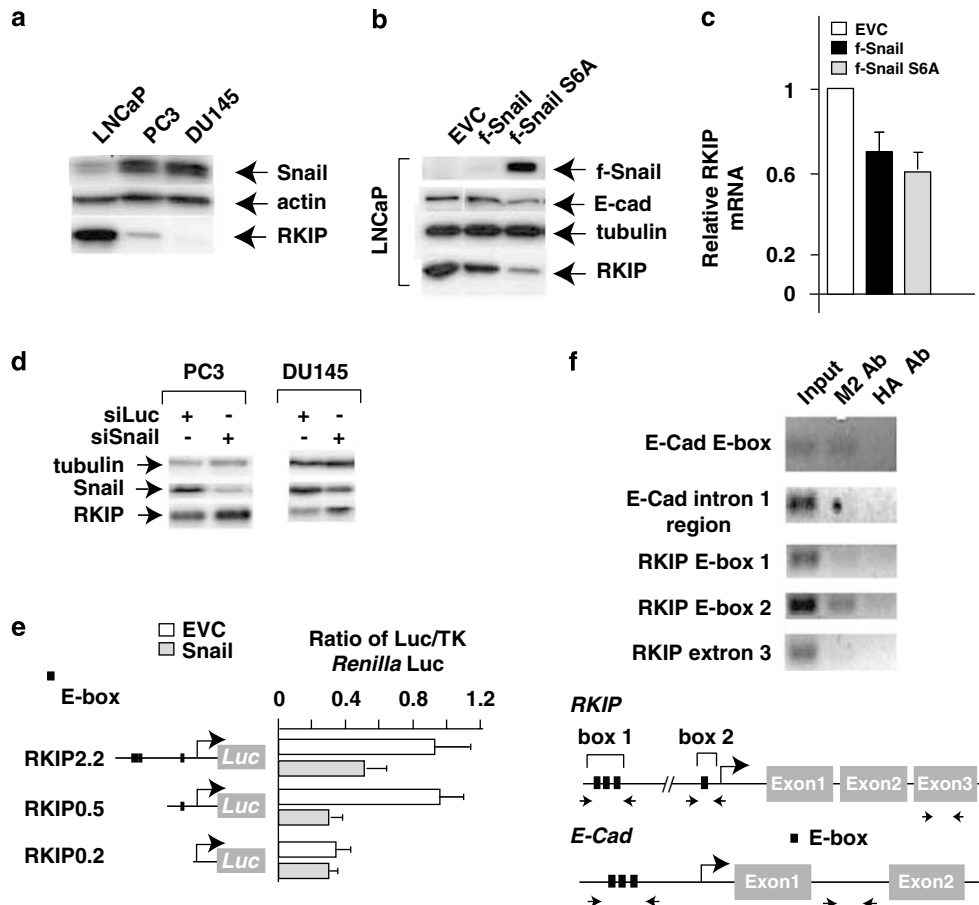 a
LNCaP
PC3
DU145
Snail
actin
RKIP
b
EVC
f-Snail
f-Snail S6A
LNCaP
f-Snail
E-cad
tubulin
RKIP
c
EVC
f-Snail
f-Snail S6A
Relative RKIP
mRNA
1
0.6
0.2
0
d
PC3 DU145
siLuc + - + -
siSnail - + - +
tubulin
Snail
RKIP
e
EVC
Snail
E-box
Ratio of Luc/TK
Renilla Luc
0 0.4 0.8 1.2
RKIP2.2 Luc
RKIP0.5 Luc
RKIP0.2 Luc
f
Input
M2 Ab
HA Ab
E-Cad E-box
E-Cad intron 1
region
RKIP E-box 1
RKIP E-box 2
RKIP extron 3
RKIP
box 1 box 2
Exon1 Exon2 Exon3
E-Cad
E-box
Exon1 Exon2